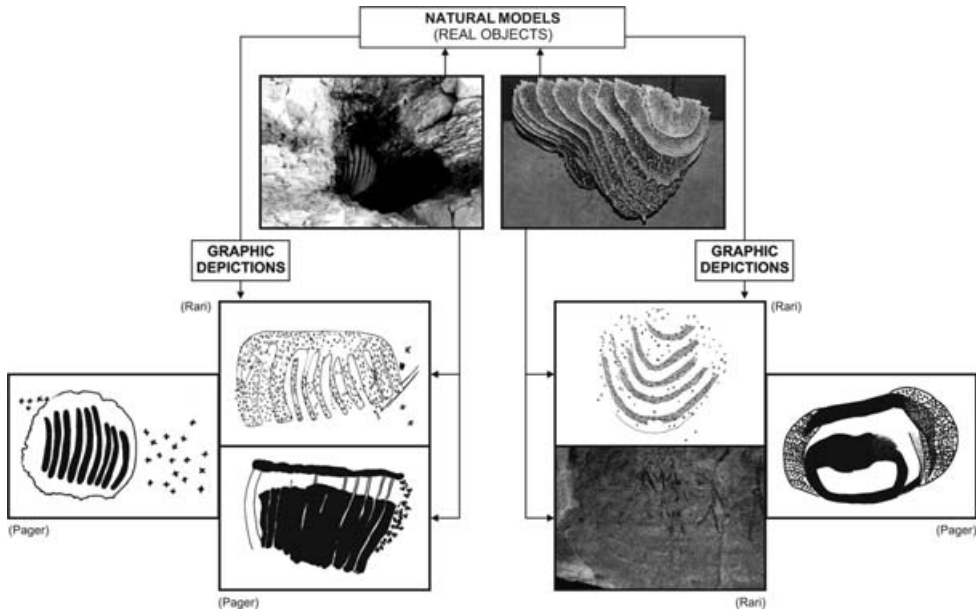 NATURAL MODELS
(REAL OBJECTS)
GRAPHIC
DEPICTIONS
GRAPHIC
DEPICTIONS
(Rari)
(Rari)
(Pager)
(Pager)
(Pager)
(Rari)